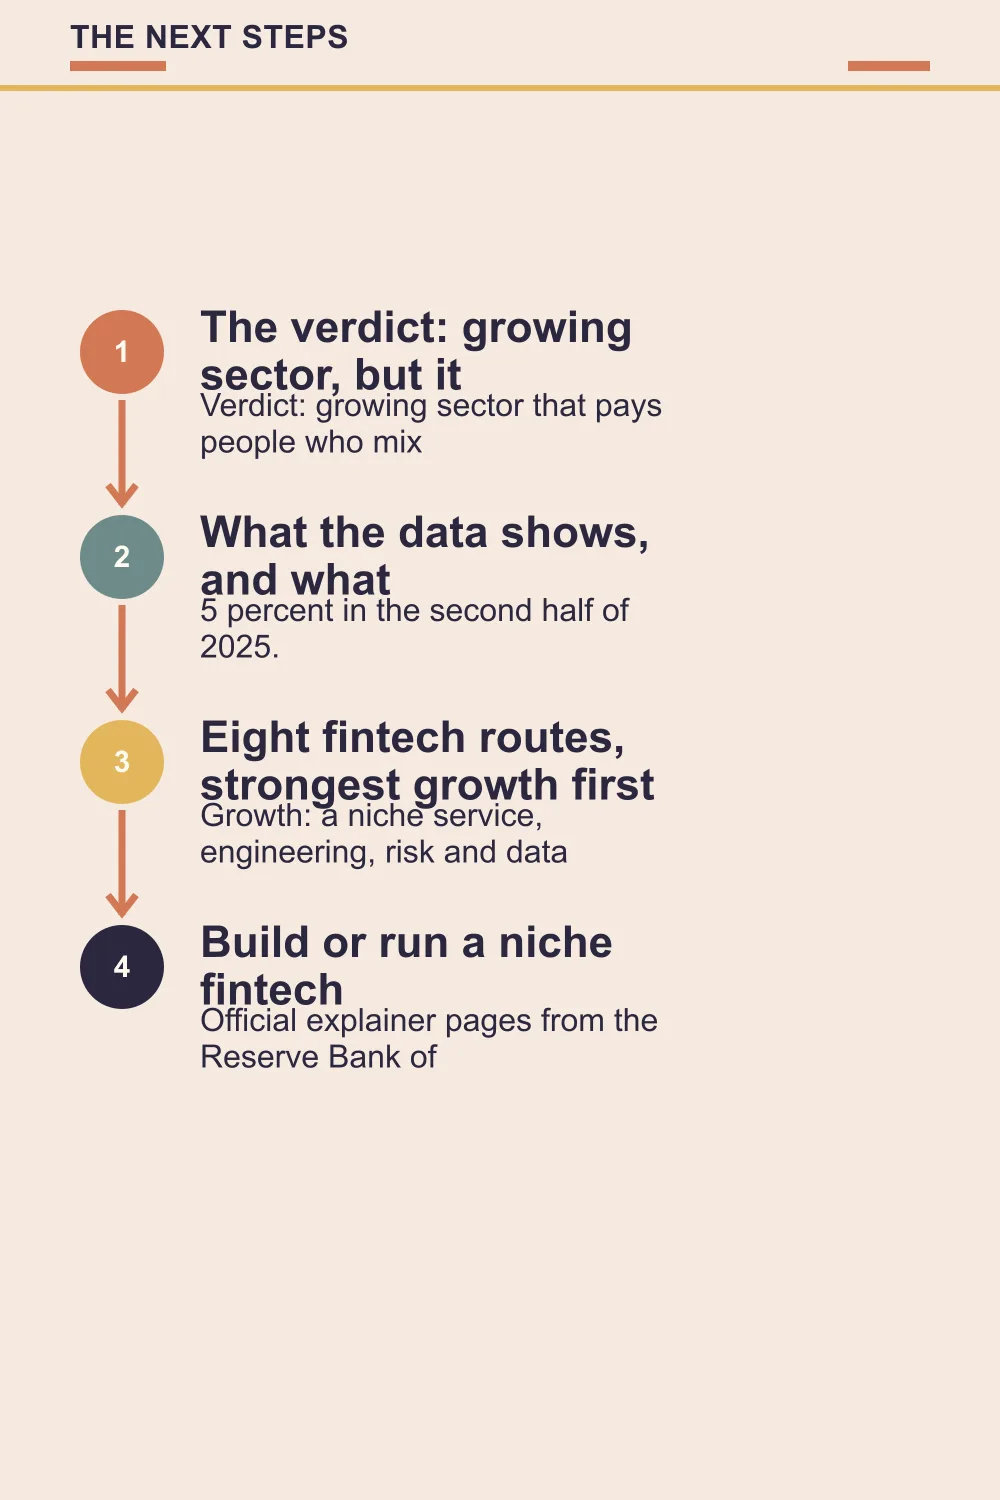 THE NEXT STEPS
1
The verdict: growing
sector, but it
Verdict: growing sector that pays
people who mix
2
What the data shows,
and what
5 percent in the second half of
2025.
3
Eight fintech routes,
strongest growth first
Growth: a niche service,
engineering, risk and data
4
Build or run a niche
fintech
Official explainer pages from the
Reserve Bank of